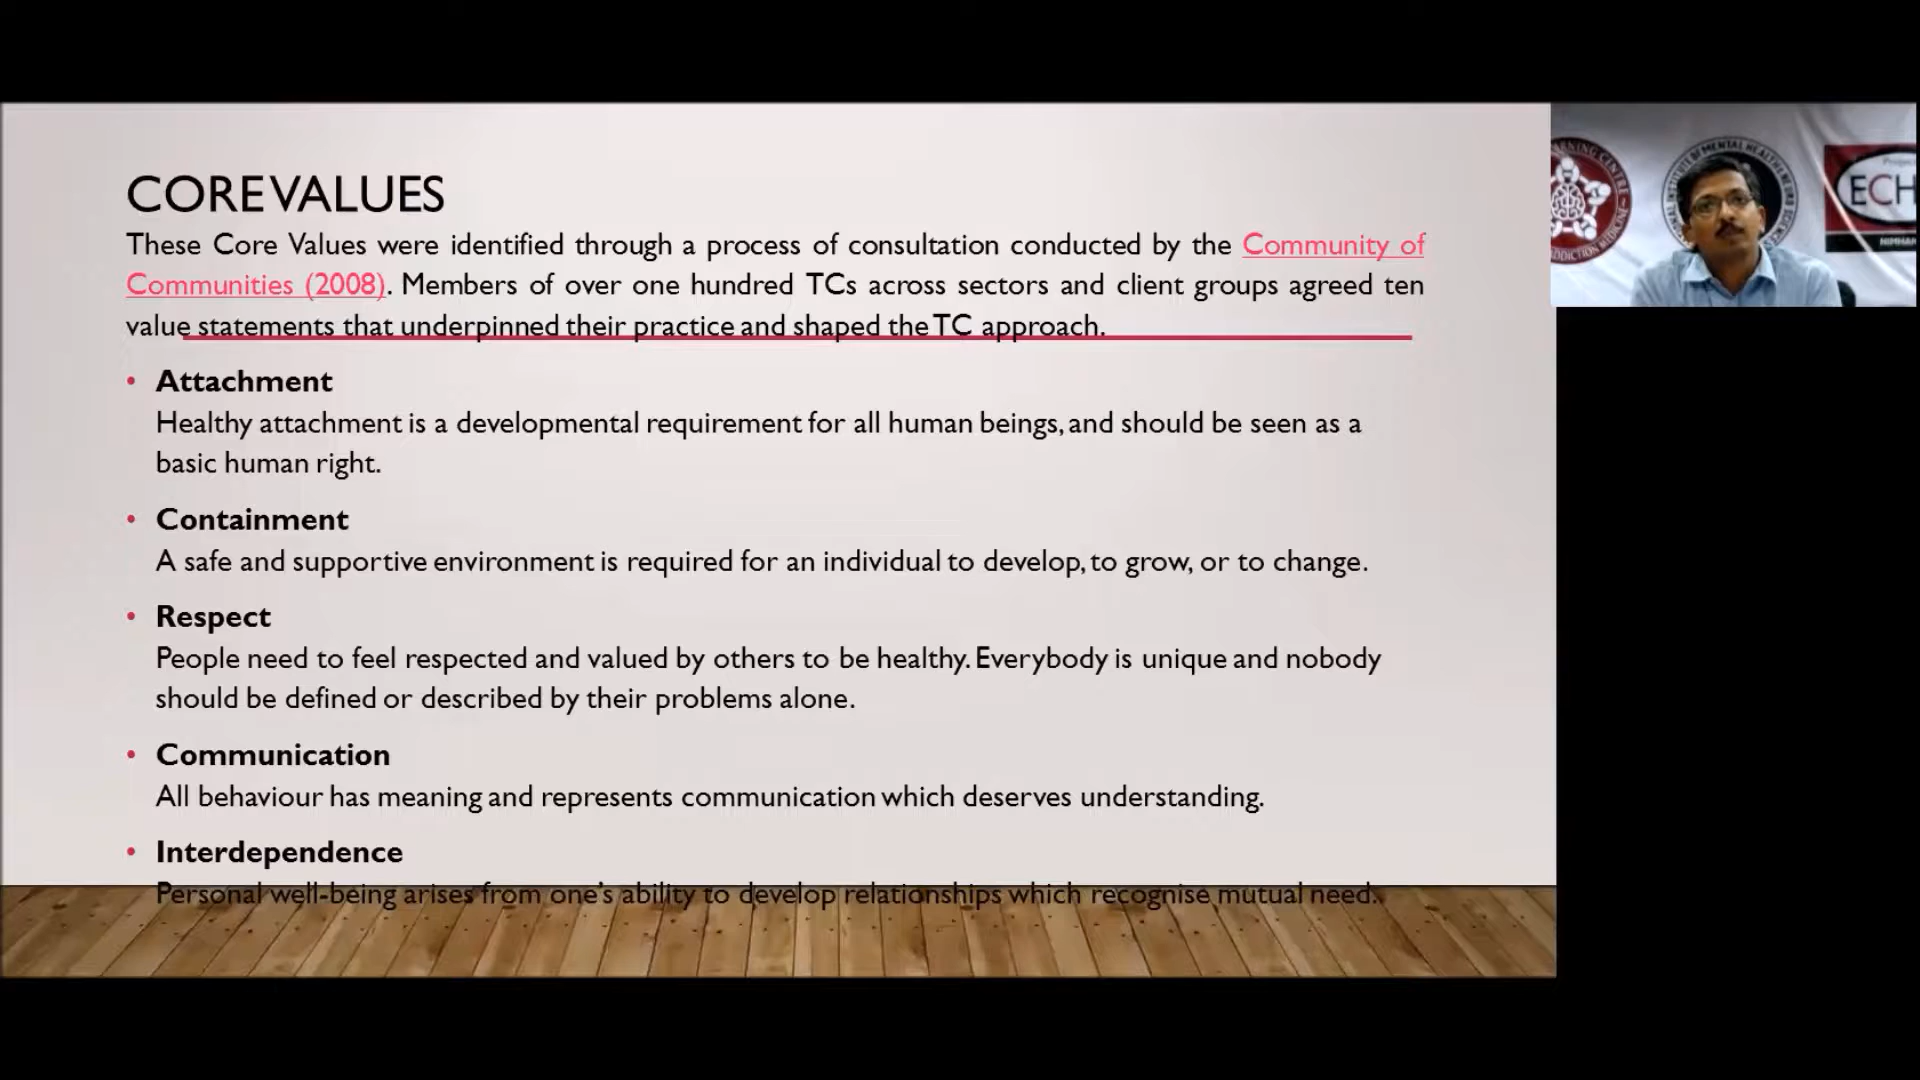 CORE VALUES
These Core Values were identified through a process of consultation conducted by the Community of
Communities (2008). Members of over one hundred TCs across sectors and client groups agreed ten
value statements that underpinned their practice and shaped the TC approach.
• Attachment
Healthy attachment is a developmental requirement for all human beings, and should be seen as a
basic human right.
• Containment
A safe and supportive environment is required for an individual to develop, to grow, or to change.
• Respect
People need to feel respected and valued by others to be healthy. Everybody is unique and nobody
should be defined or described by their problems alone.
• Communication
All behaviour has meaning and represents communication which deserves understanding.
• Interdependence
Personal well-being arises from one's ability to develop relationships which recognise mutual need.
ADDICTION MEDICINE
OF MENTAL HEALTH
ECH